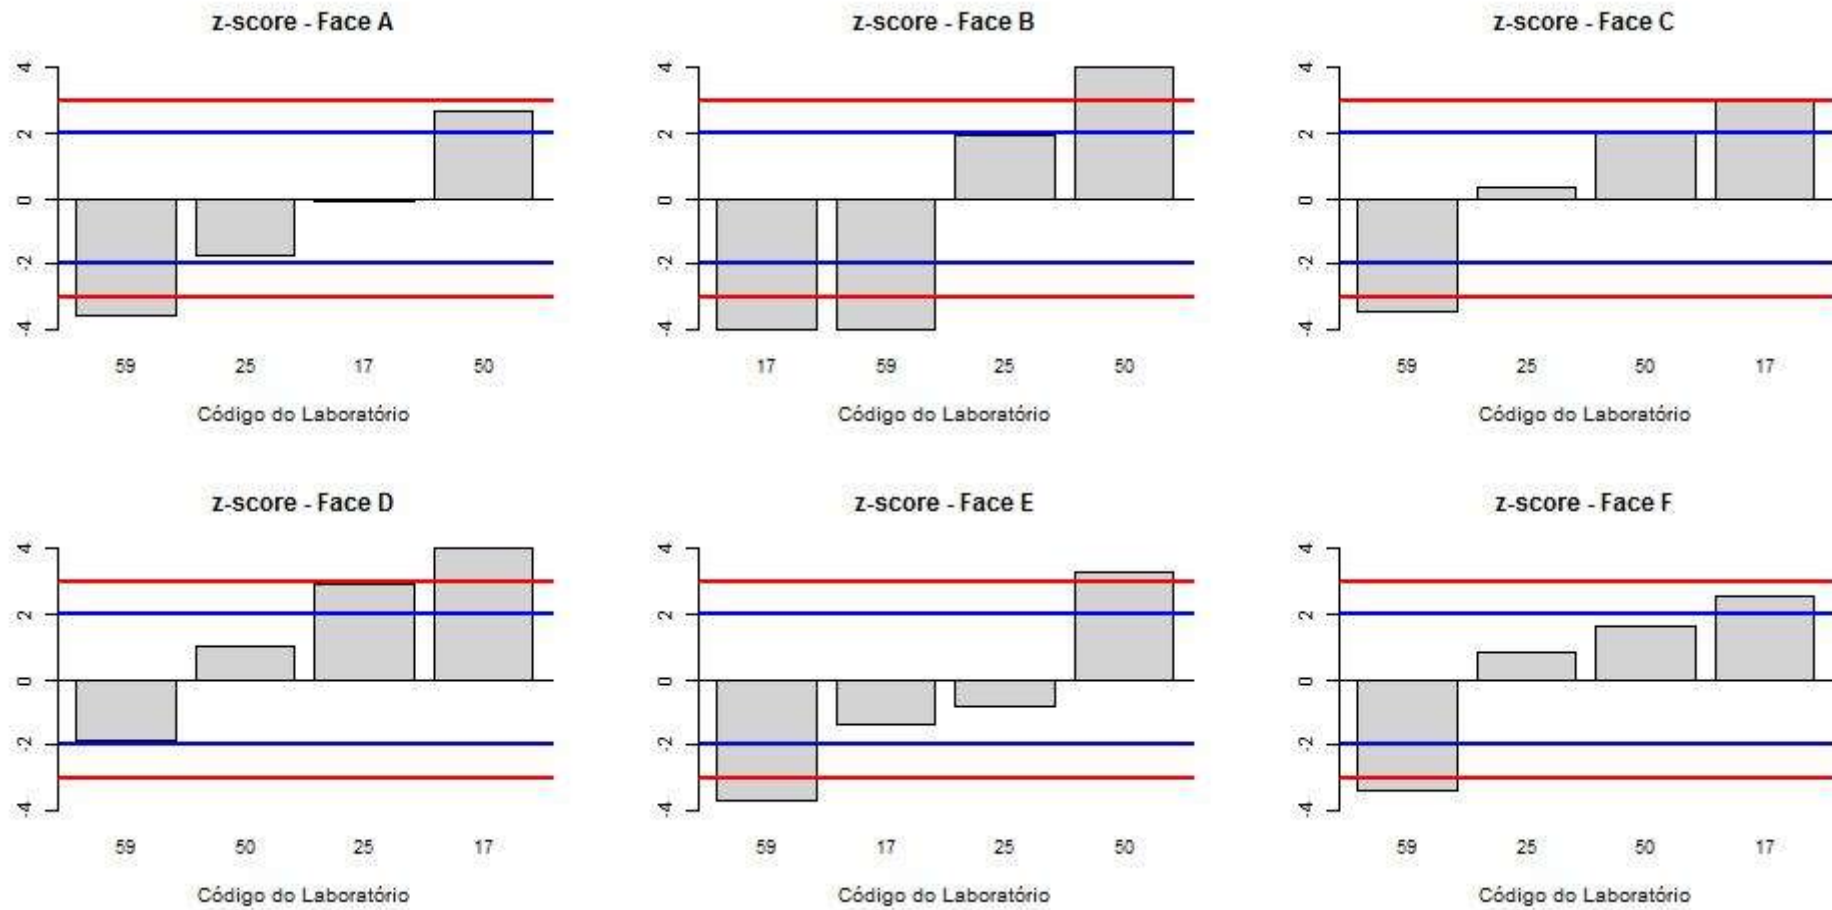 z-score - Face A
4
2
0
-2
-4
59 25 17 50
Código do Laboratório
z-score - Face B
4
2
0
-2
-4
17 59 25 50
Código do Laboratório
z-score - Face C
4
2
0
-2
-4
59 25 50 17
Código do Laboratório
z-score - Face D
4
2
0
-2
-4
59 50 25 17
Código do Laboratório
z-score - Face E
4
2
0
-2
-4
59 17 25 50
Código do Laboratório
z-score - Face F
4
2
0
-2
-4
59 25 50 17
Código do Laboratório